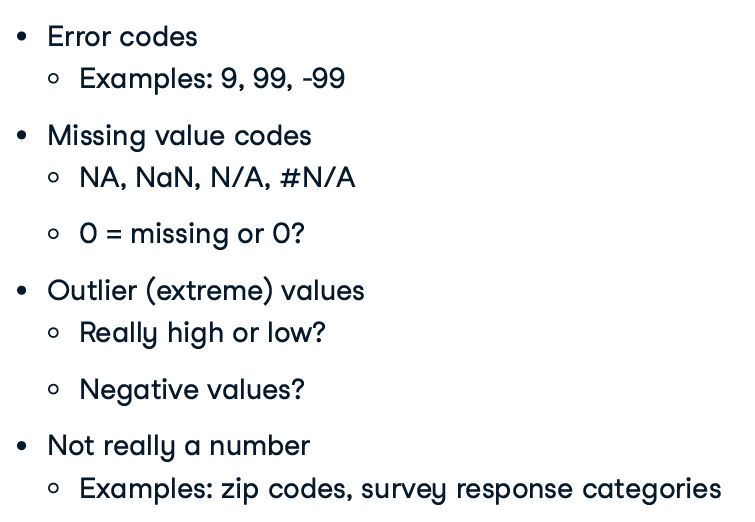 • Error codes
◦ Examples: 9, 99, -99
• Missing value codes
◦ NA, NaN, N/A, #N/A
◦ 0 = missing or 0?
• Outlier (extreme) values
◦ Really high or low?
◦ Negative values?
• Not really a number
◦ Examples: zip codes, survey response categories